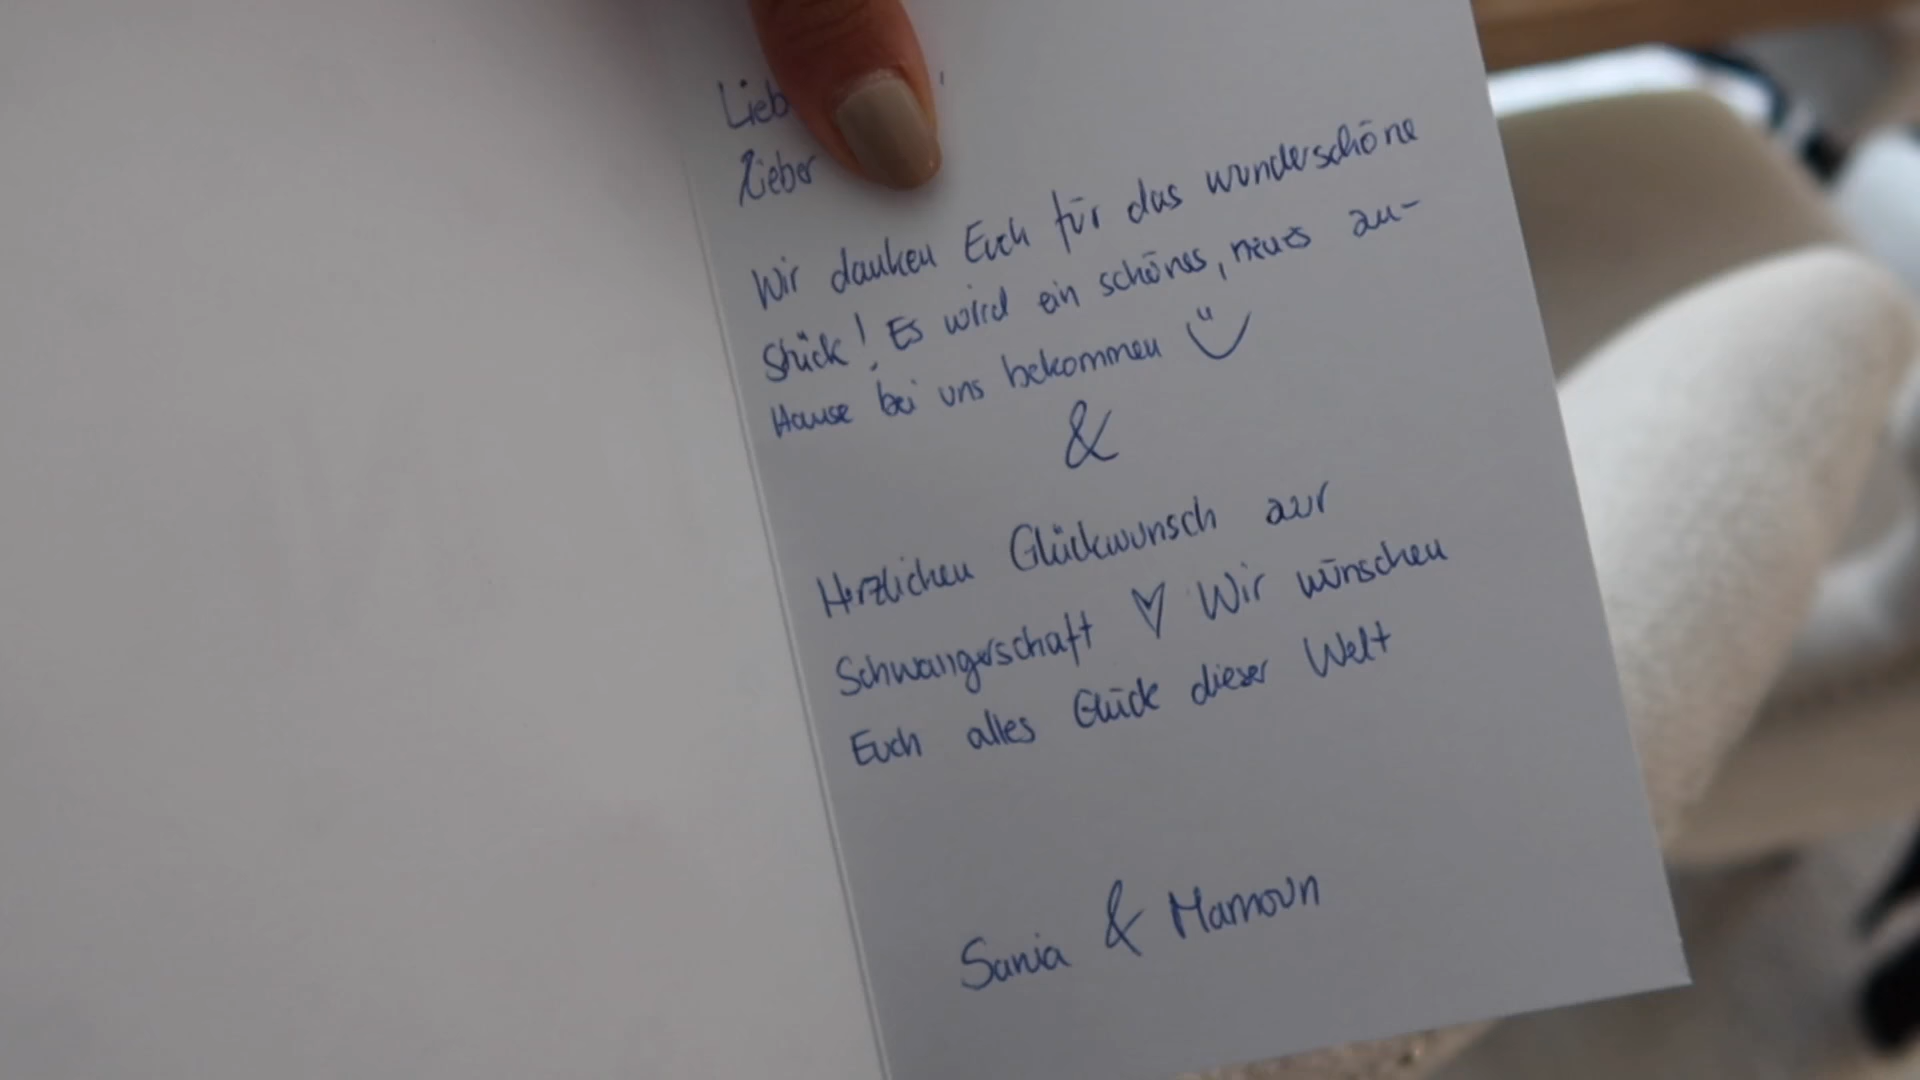 Lieb
Lieber
Wir danken Euch für das wunderschöne
Stück! Es wird ein schönes, neues zu-
Hause bei uns bekommen
&
Herzlichen Glückwunsch zur
Schwangerschaft ♡ Wir wünschen
Euch alles Glück dieser Welt
Sania & Mamoun